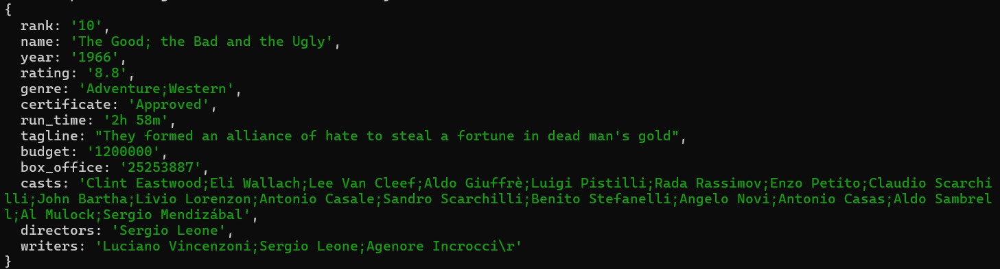 {
  rank: '10',
  name: 'The Good; the Bad and the Ugly',
  year: '1966',
  rating: '8.8',
  genre: 'Adventure;Western',
  certificate: 'Approved',
  run_time: '2h 58m',
  tagline: "They formed an alliance of hate to steal a fortune in dead man's gold",
  budget: '1200000',
  box_office: '25253887',
  casts: 'Clint Eastwood;Eli Wallach;Lee Van Cleef;Aldo Giuffrè;Luigi Pistilli;Rada Rassimov;Enzo Petito;Claudio Scarchi
lli;John Bartha;Livio Lorenzon;Antonio Casale;Sandro Scarchilli;Benito Stefanelli;Angelo Novi;Antonio Casas;Aldo Sambrel
l;Al Mulock;Sergio Mendizábal',
  directors: 'Sergio Leone',
  writers: 'Luciano Vincenzoni;Sergio Leone;Agenore Incrocci\r'
}